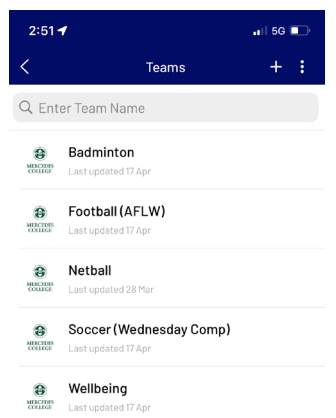 2:51
5G
Teams
Enter Team Name
Badminton
MERCEDES
COLLEGE
Last updated 17 Apr
Football (AFLW)
MERCEDES
COLLEGE
Last updated 17 Apr
Netball
MERCEDES
COLLEGE
Last updated 28 Mar
Soccer (Wednesday Comp)
MERCEDES
COLLEGE
Last updated 17 Apr
Wellbeing
MERCEDES
COLLEGE
Last updated 17 Apr